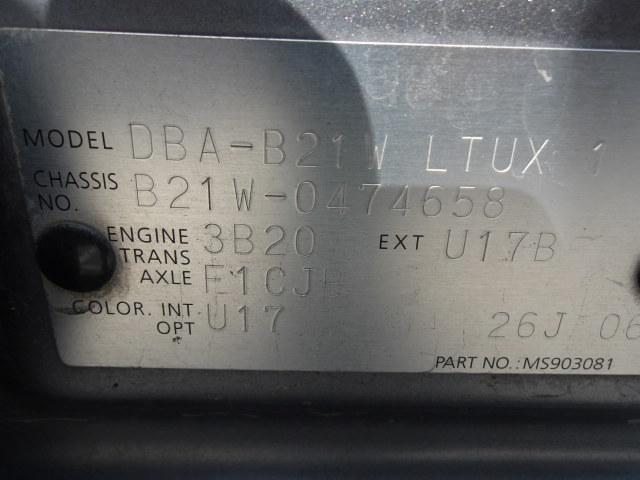 MODEL DBA-B21W LTUX 1
CHASSIS NO. B21W-0474658
ENGINE 3B20 EXT U17B
TRANS AXLE F1CJB
COLOR. INT OPT U17
26J 06
PART NO.: MS903081